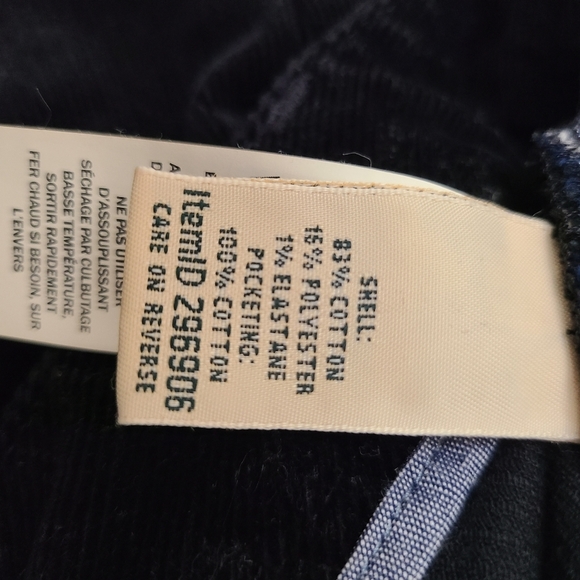 SHELL:
83% COTTON
16% POLYESTER
1% ELASTANE
POCKETING:
100% COTTON
ItemID 296906
CARE ON REVERSE
NE PAS UTILISER
D'ASSOUPLISSANT
SÉCHAGE PAR CULBUTAGE
BASSE TEMPÉRATURE,
SORTIR RAPIDEMENT
FER CHAUD SI BESOIN, SUR
L'ENVERS